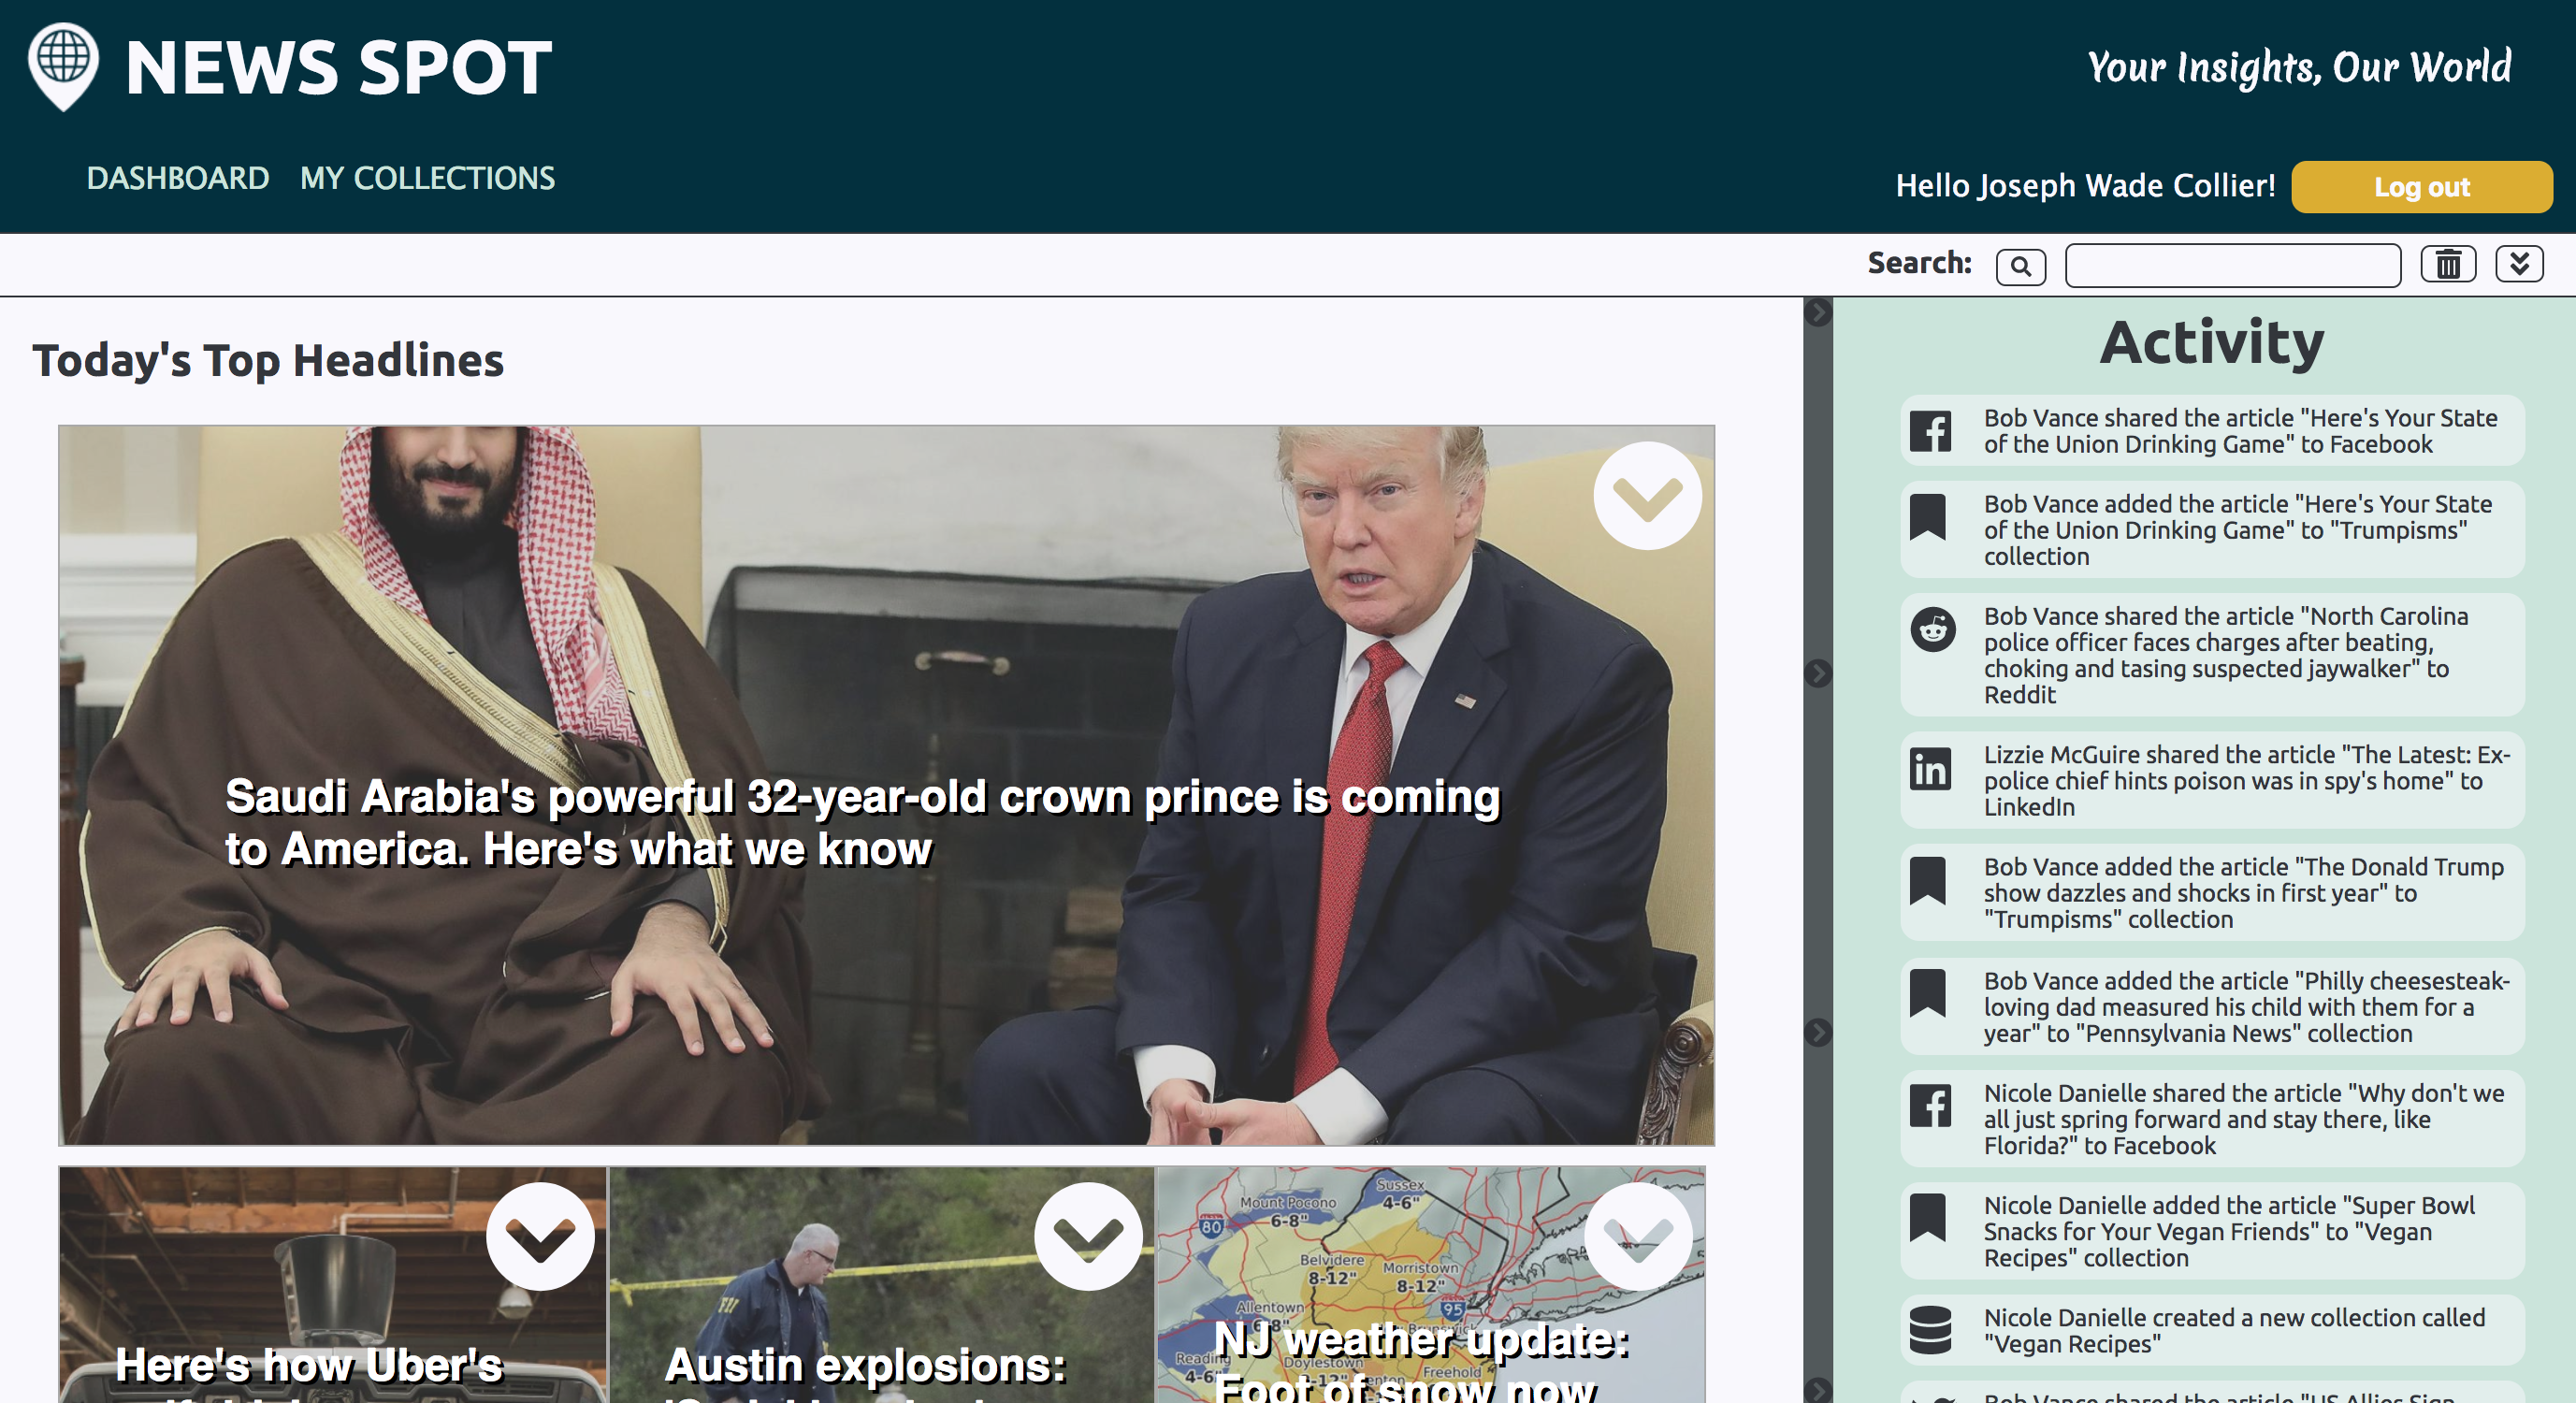 NEWS SPOT
Your Insights, Our World
DASHBOARD MY COLLECTIONS
Hello Joseph Wade Collier! Log out
Search:
Today's Top Headlines
Saudi Arabia's powerful 32-year-old crown prince is coming
to America. Here's what we know
Here's how Uber's
FBI
Austin explosions:
Sussex
4-6"
Mount Pocono
6-8"
80
Belvidere
8-12"
Morristown
8-12"
95
Allentown
6-8"
NJ weather update:
Foot of snow now
Reading
4-6"
Doylestown
Freehold
Activity
Bob Vance shared the article "Here's Your State
of the Union Drinking Game" to Facebook
Bob Vance added the article "Here's Your State
of the Union Drinking Game" to "Trumpisms"
collection
Bob Vance shared the article "North Carolina
police officer faces charges after beating,
choking and tasing suspected jaywalker" to
Reddit
in
Lizzie McGuire shared the article "The Latest: Ex-
police chief hints poison was in spy's home" to
LinkedIn
Bob Vance added the article "The Donald Trump
show dazzles and shocks in first year" to
"Trumpisms" collection
Bob Vance added the article "Philly cheesesteak-
loving dad measured his child with them for a
year" to "Pennsylvania News" collection
Nicole Danielle shared the article "Why don't we
all just spring forward and stay there, like
Florida?" to Facebook
Nicole Danielle added the article "Super Bowl
Snacks for Your Vegan Friends" to "Vegan
Recipes" collection
Nicole Danielle created a new collection called
"Vegan Recipes"
Bob Vance shared the article "US Allies Sign